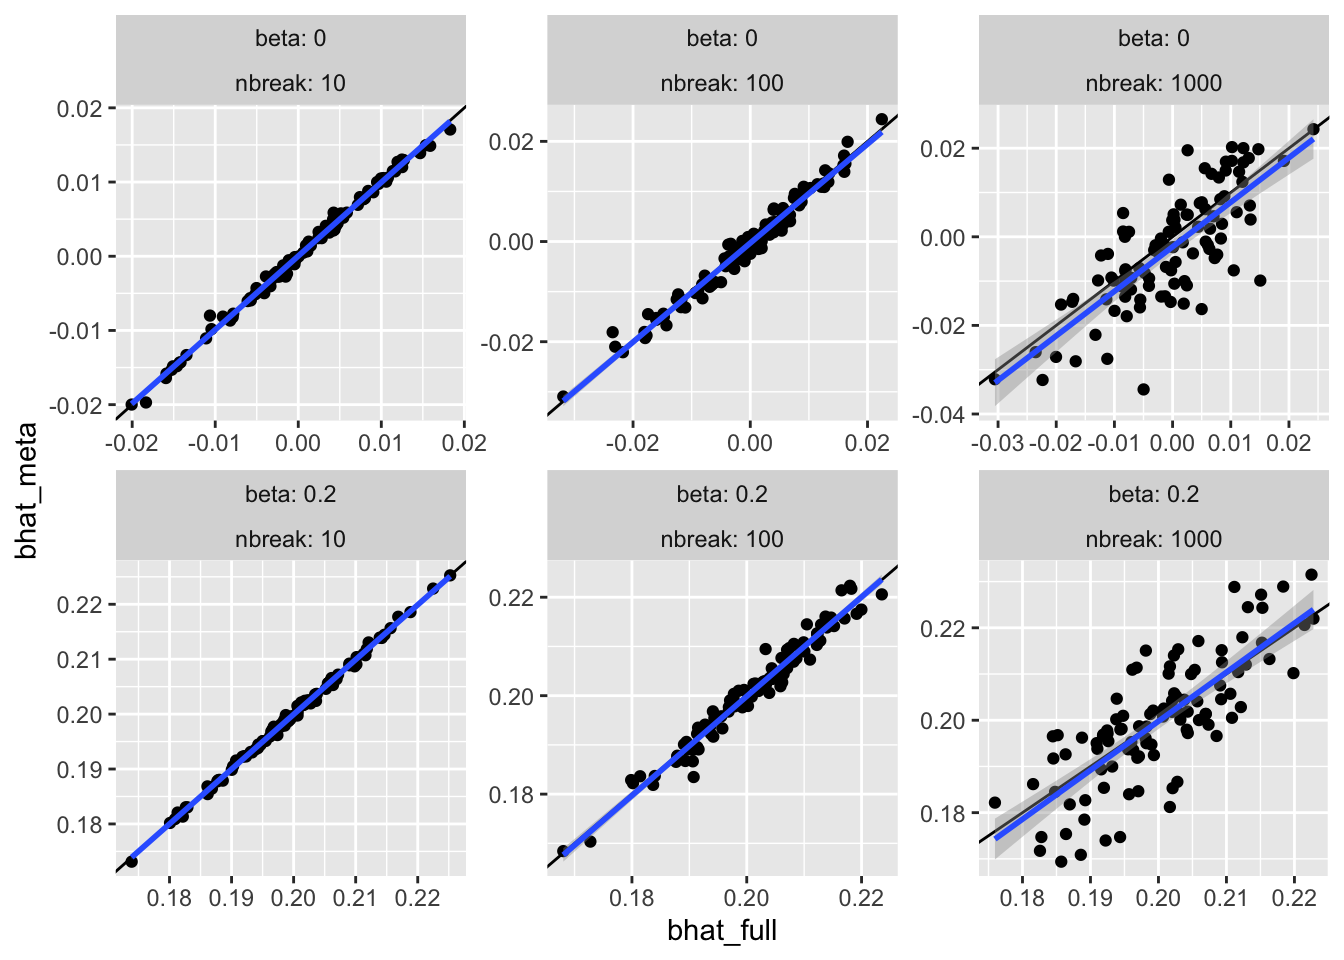 beta: 0
nbreak: 10
beta: 0
nbreak: 100
beta: 0
nbreak: 1000
0.02
0.01
0.00
-0.01
-0.02
-0.02 -0.01 0.00 0.01 0.02
0.02
0.00
-0.02
-0.02 0.00 0.02
0.02
0.00
-0.02
-0.04
-0.03 -0.02 -0.01 0.00 0.01 0.02
bhat_meta
beta: 0.2
nbreak: 10
beta: 0.2
nbreak: 100
beta: 0.2
nbreak: 1000
0.22
0.21
0.20
0.19
0.18
0.18 0.19 0.20 0.21 0.22
0.22
0.20
0.18
0.18 0.20 0.22
0.22
0.20
0.18
0.18 0.19 0.20 0.21 0.22
bhat_full